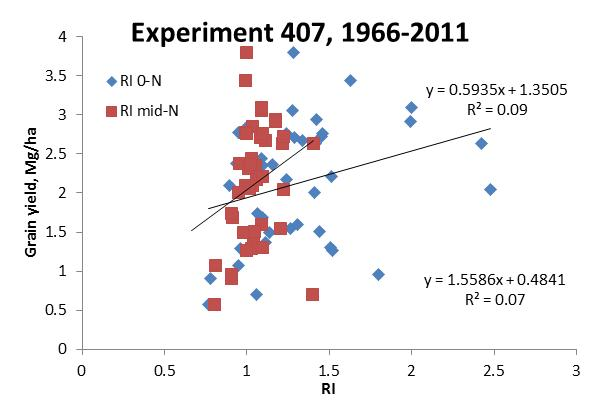 Experiment 407, 1966-2011
4
3.5
3
2.5
2
1.5
1
0.5
0
Grain yield, Mg/ha
RI 0-N
RI mid-N
y = 0.5935x + 1.3505
R² = 0.09
y = 1.5586x + 0.4841
R² = 0.07
0 0.5 1 1.5 2 2.5 3
RI